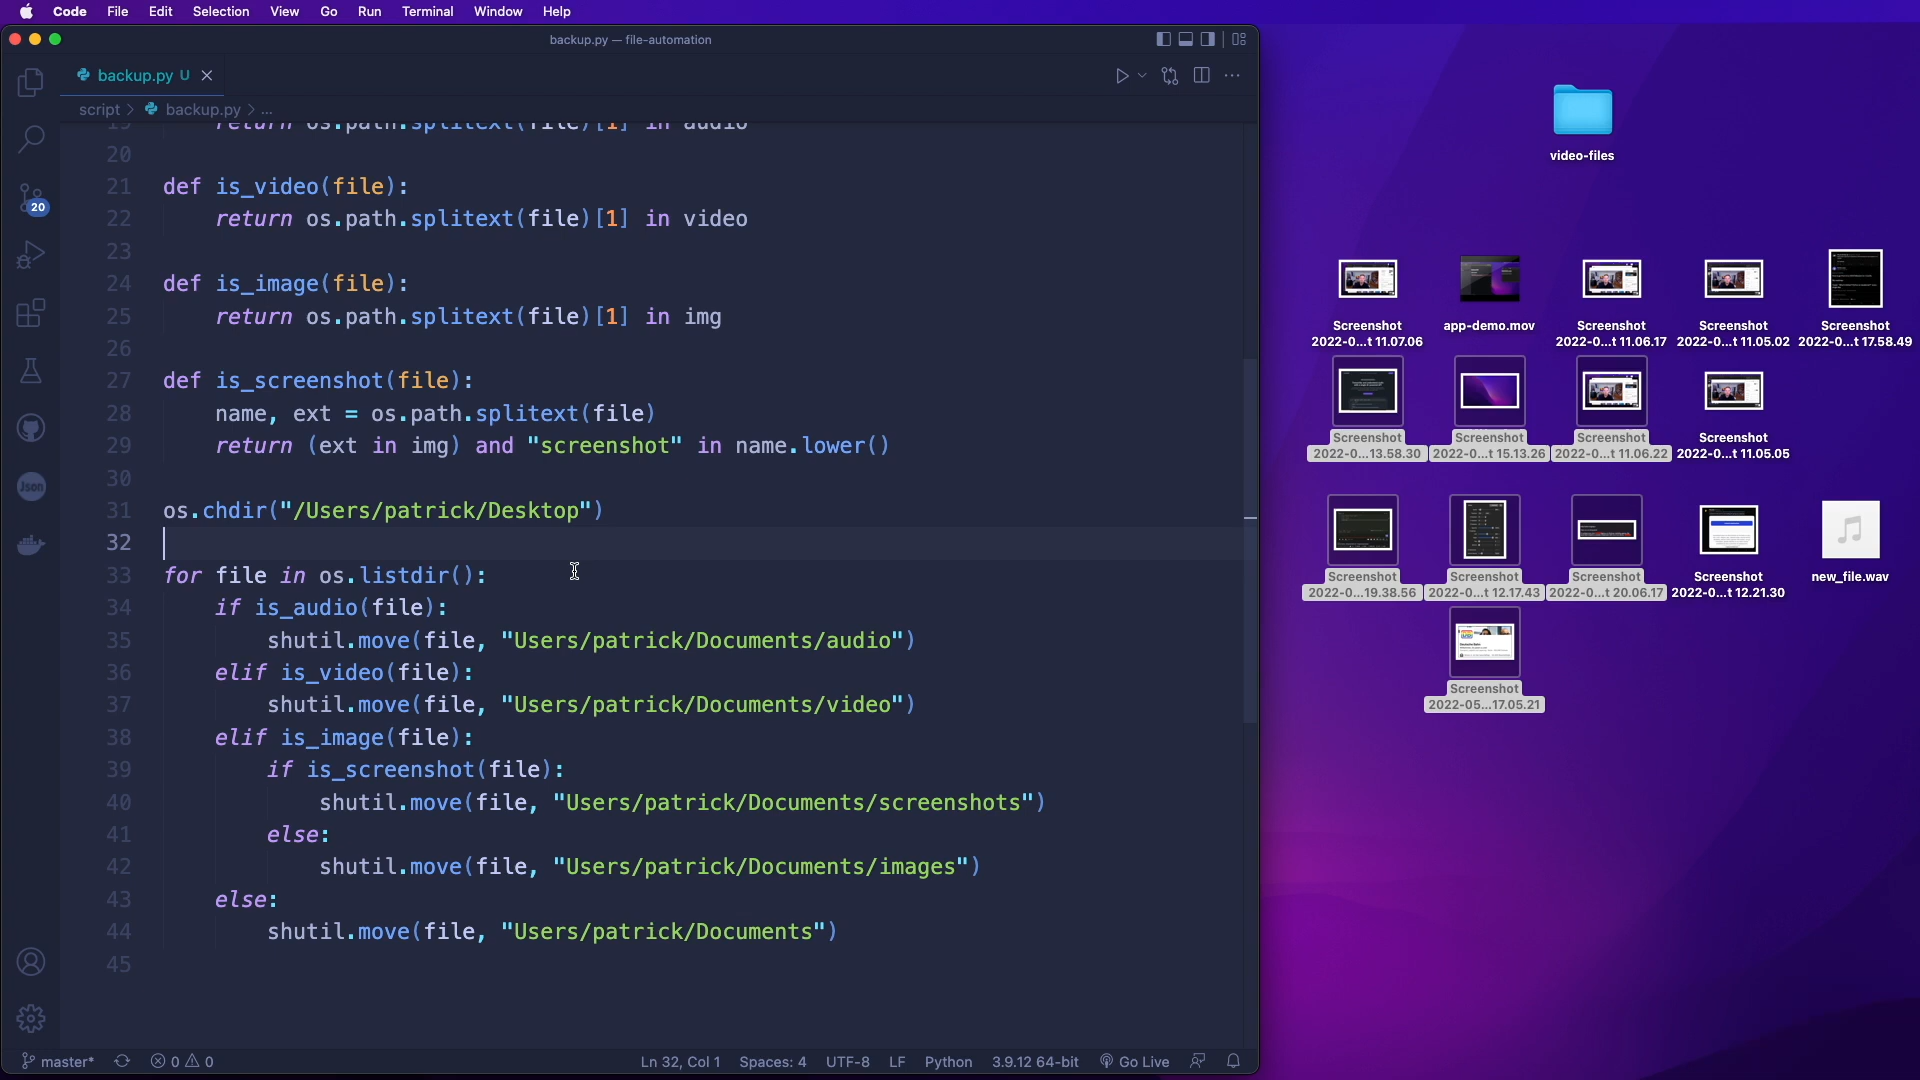 Code File Edit Selection View Go Run Terminal Window Help
backup.py — file-automation
backup.py U
script > backup.py > ...
19 return os.path.splitext(file)[1] in audio
20
21 def is_video(file):
22 return os.path.splitext(file)[1] in video
23
24 def is_image(file):
25 return os.path.splitext(file)[1] in img
26
27 def is_screenshot(file):
28 name, ext = os.path.splitext(file)
29 return (ext in img) and "screenshot" in name.lower()
30
31 os.chdir("/Users/patrick/Desktop")
32
33 for file in os.listdir():
34 if is_audio(file):
35 shutil.move(file, "Users/patrick/Documents/audio")
36 elif is_video(file):
37 shutil.move(file, "Users/patrick/Documents/video")
38 elif is_image(file):
39 if is_screenshot(file):
40 shutil.move(file, "Users/patrick/Documents/screenshots")
41 else:
42 shutil.move(file, "Users/patrick/Documents/images")
43 else:
44 shutil.move(file, "Users/patrick/Documents")
45
20
Json
master* 0 0 Ln 32, Col 1 Spaces: 4 UTF-8 LF Python 3.9.12 64-bit Go Live
video-files
Screenshot
2022-0...t 11.07.06
app-demo.mov
Screenshot
2022-0...t 11.06.17
Screenshot
2022-0...t 11.05.02
Screenshot
2022-0...t 17.58.49
Screenshot
2022-0...13.58.30
Screenshot
2022-0...t 15.13.26
Screenshot
2022-0...t 11.06.22
Screenshot
2022-0...t 11.05.05
Screenshot
2022-0...19.38.56
Screenshot
2022-0...t 12.17.43
Screenshot
2022-0...t 20.06.17
Screenshot
2022-0...t 12.21.30
new_file.wav
Screenshot
2022-05...17.05.21